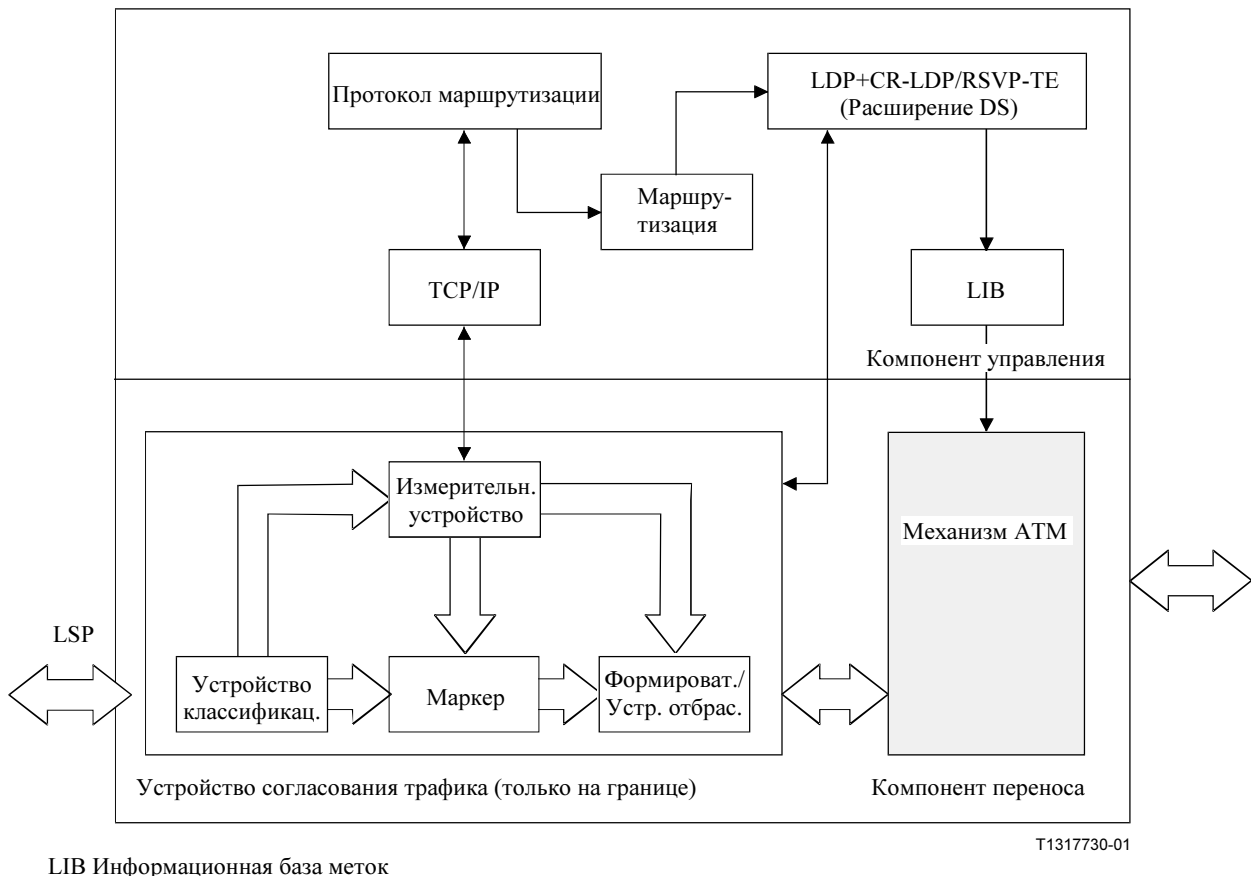 Протокол маршрутизации
LDP+CR-LDP/RSVP-TE
(Расширение DS)
Маршру-
тизация
TCP/IP
LIB
Компонент управления
Измерительн.
устройство
Механизм ATM
LSP
Устройство
классификац.
Маркер
Формироват./
Устр. отбрас.
Устройство согласования трафика (только на границе)
Компонент переноса
T1317730-01
LIB Информационная база меток